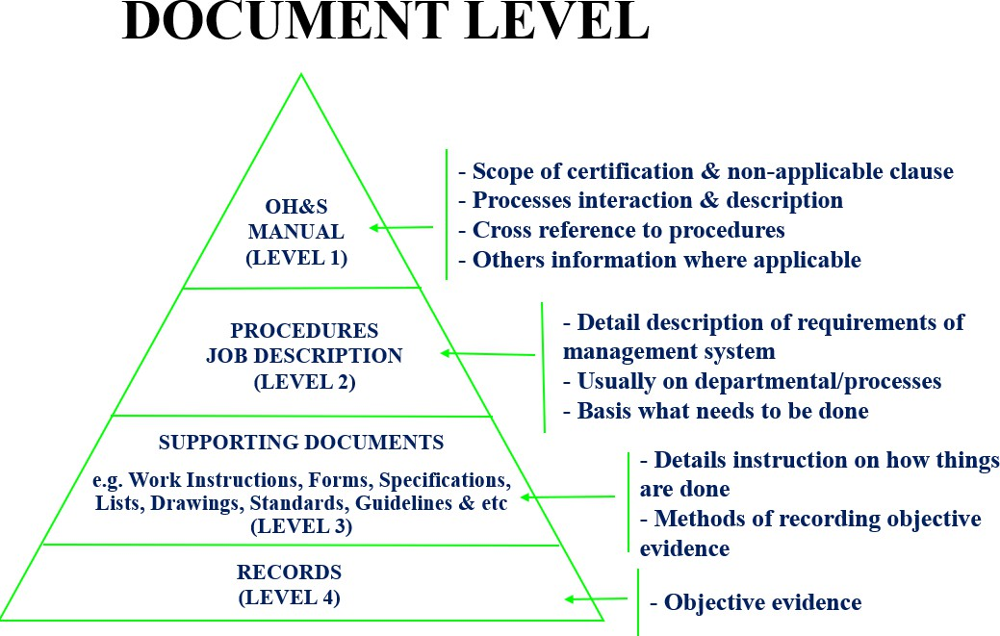 DOCUMENT LEVEL
OH&S
MANUAL
(LEVEL 1)
- Scope of certification & non-applicable clause
- Processes interaction & description
- Cross reference to procedures
- Others information where applicable
PROCEDURES
JOB DESCRIPTION
(LEVEL 2)
- Detail description of requirements of
management system
- Usually on departmental/processes
- Basis what needs to be done
SUPPORTING DOCUMENTS
e.g. Work Instructions, Forms, Specifications,
Lists, Drawings, Standards, Guidelines & etc
(LEVEL 3)
- Details instruction on how things
are done
- Methods of recording objective
evidence
RECORDS
(LEVEL 4)
- Objective evidence